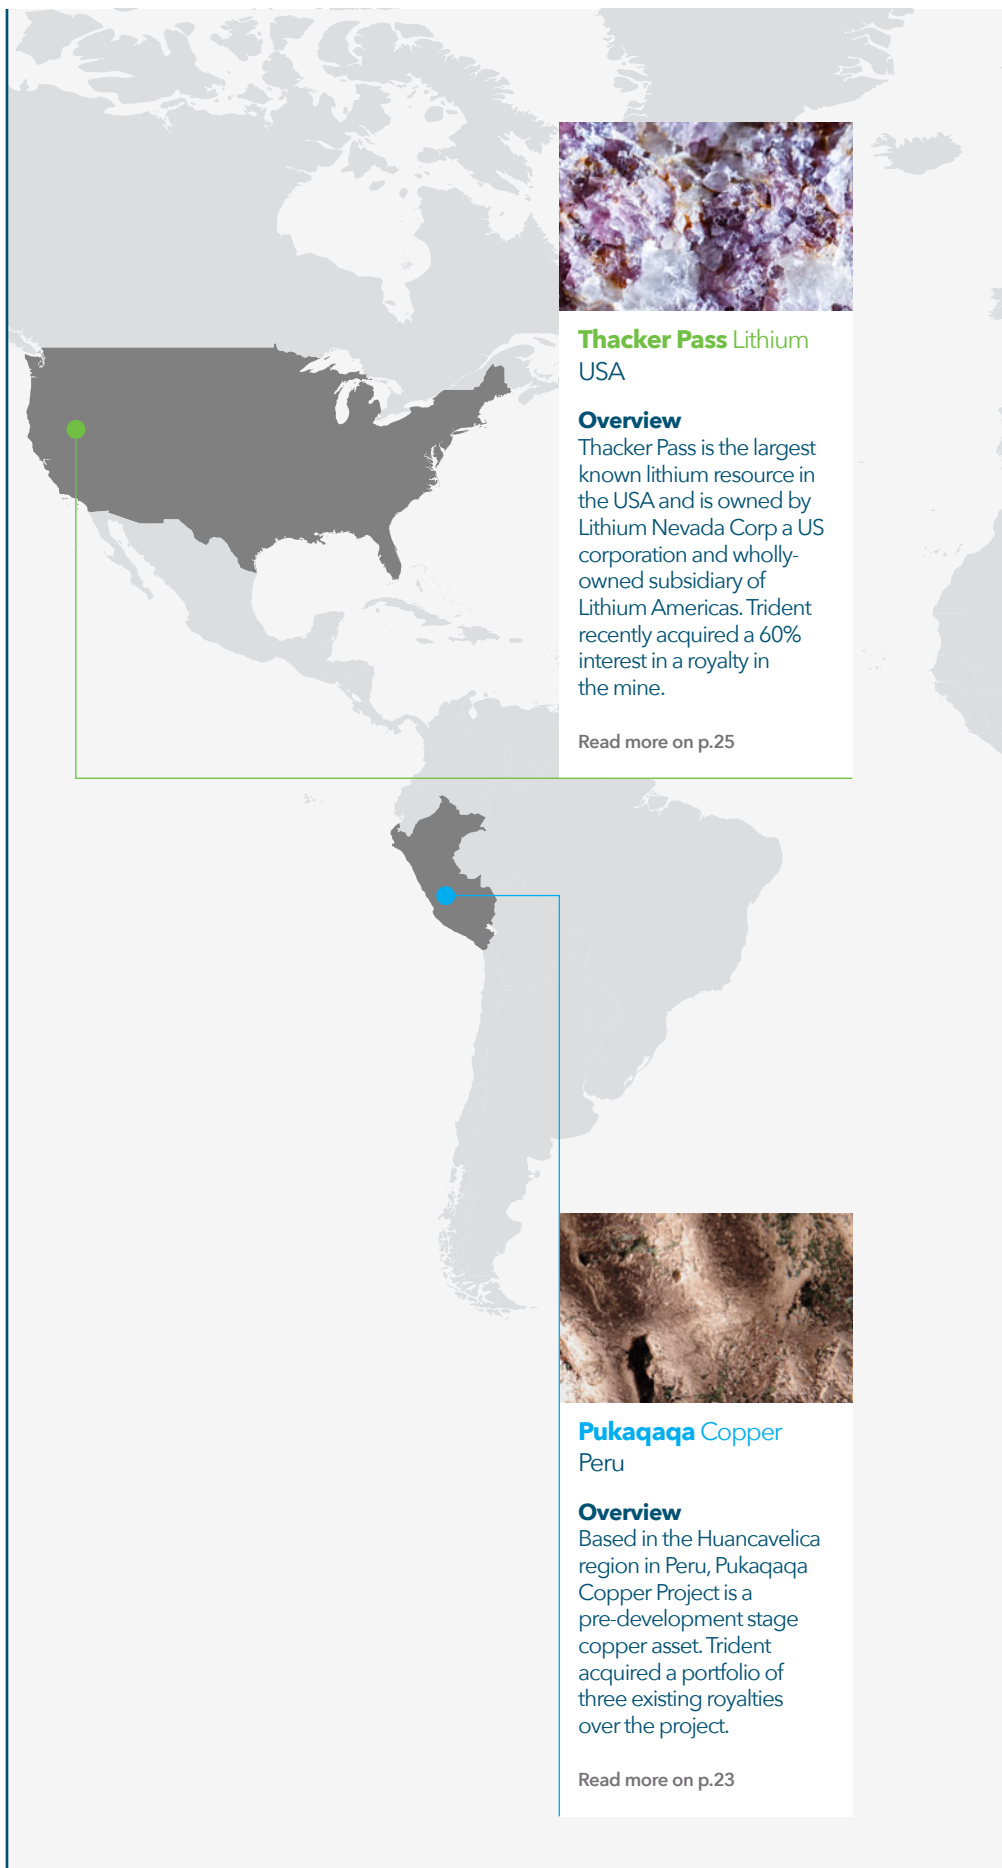 Thacker Pass Lithium
USA
Overview
Thacker Pass is the largest
known lithium resource in
the USA and is owned by
Lithium Nevada Corp a US
corporation and wholly-
owned subsidiary of
Lithium Americas. Trident
recently acquired a 60%
interest in a royalty in
the mine.
Read more on p.25
Pukaqaqa Copper
Peru
Overview
Based in the Huancavelica
region in Peru, Pukaqaqa
Copper Project is a
pre-development stage
copper asset. Trident
acquired a portfolio of
three existing royalties
over the project.
Read more on p.23